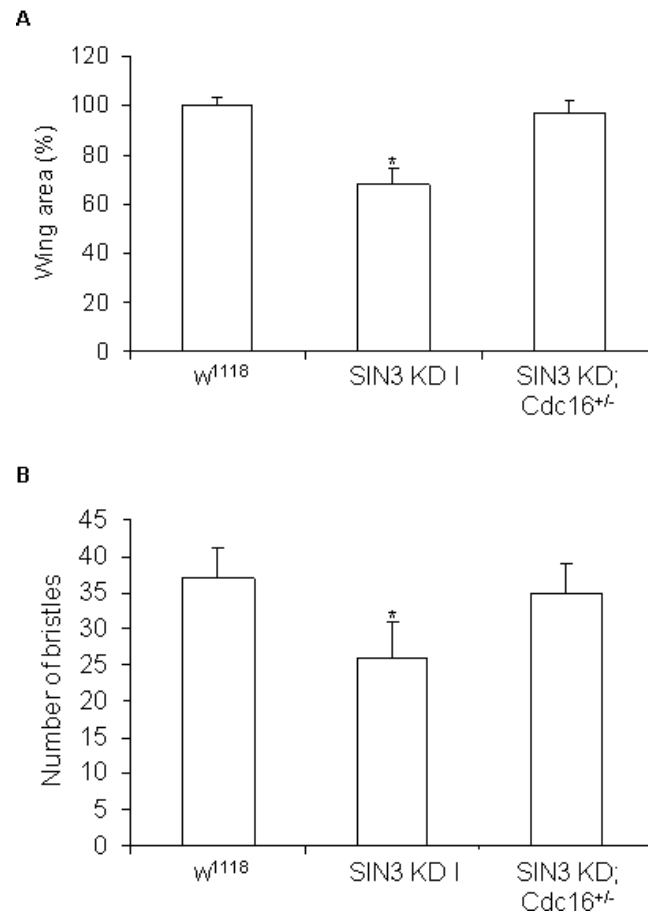 A
Wing area (%)
120
100
80
60
40
20
0
*
w¹¹¹⁸
SIN3 KD I
SIN3 KD;
Cdc16⁺/⁻
B
Number of bristles
45
40
35
30
25
20
15
10
5
0
*
w¹¹¹⁸
SIN3 KD I
SIN3 KD;
Cdc16⁺/⁻